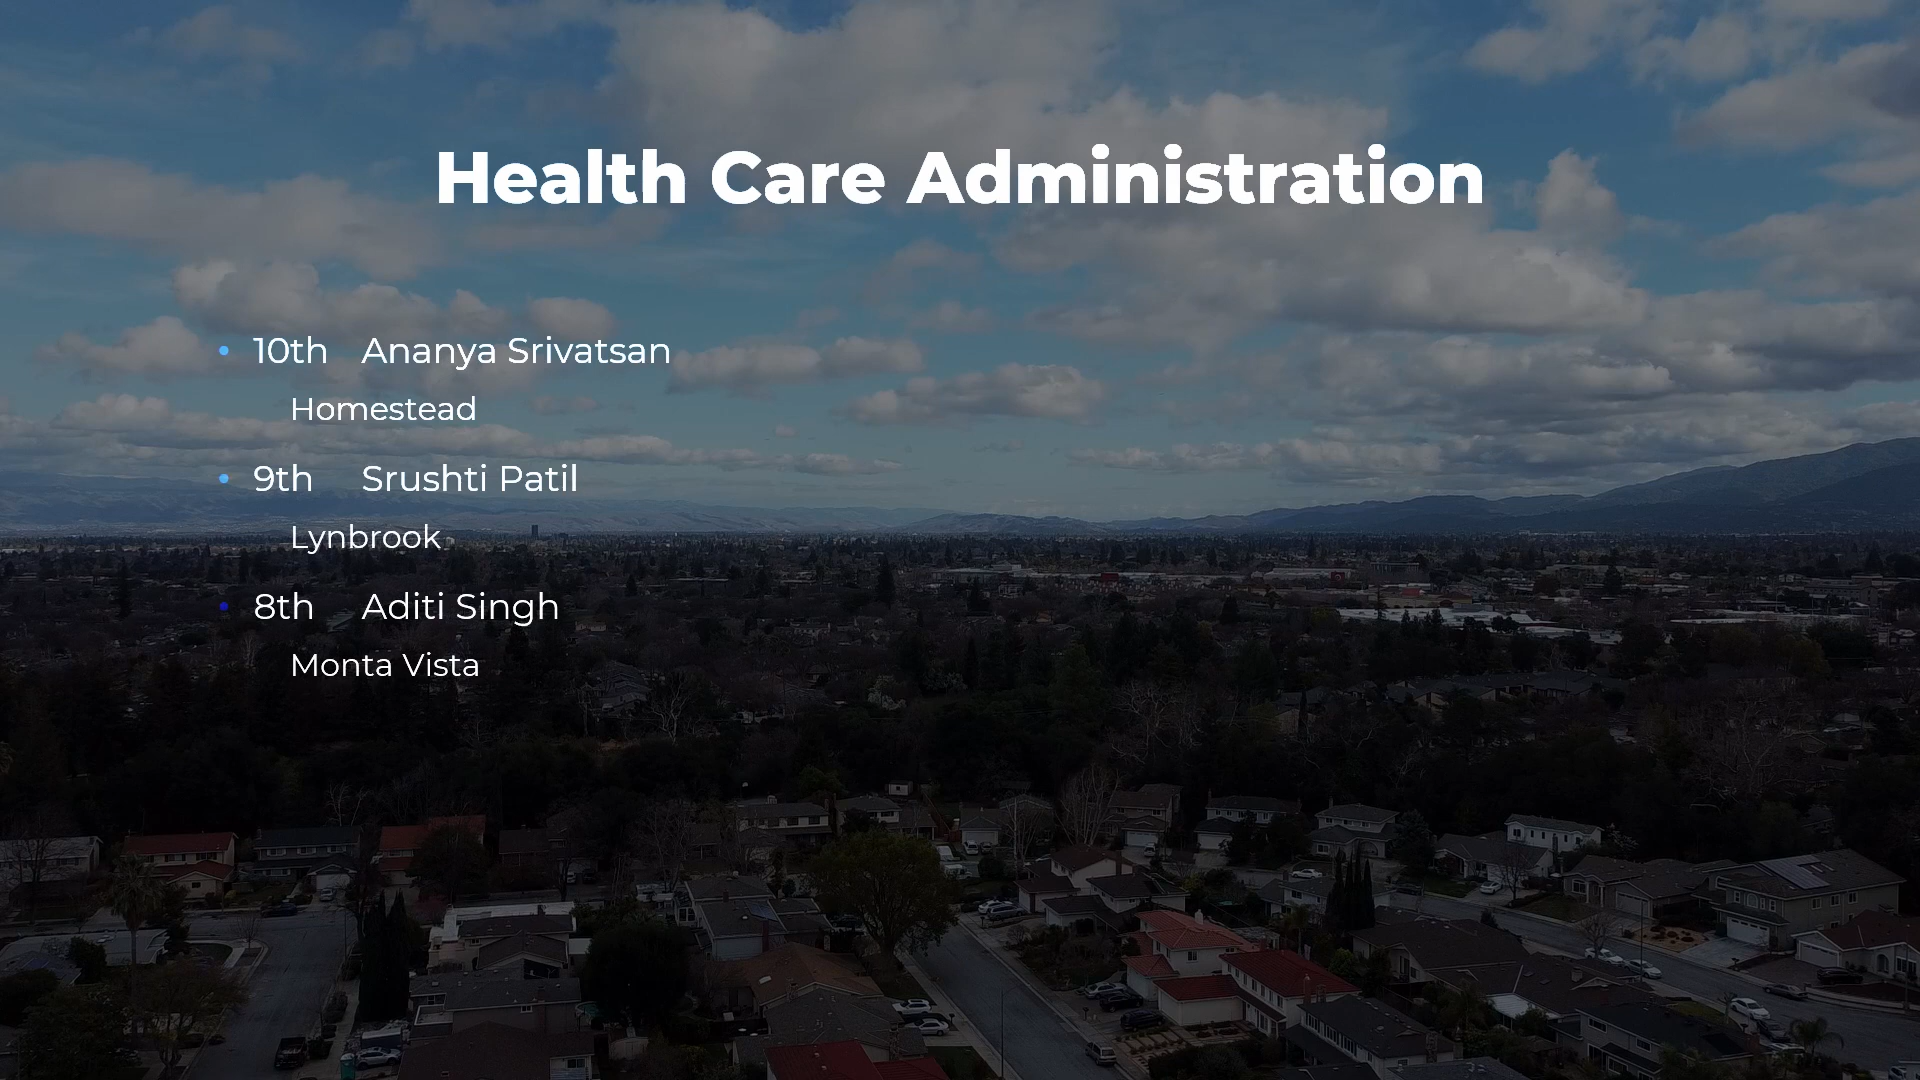 Health Care Administration
• 10th Ananya Srivatsan
Homestead
• 9th Srushti Patil
Lynbrook
• 8th Aditi Singh
Monta Vista